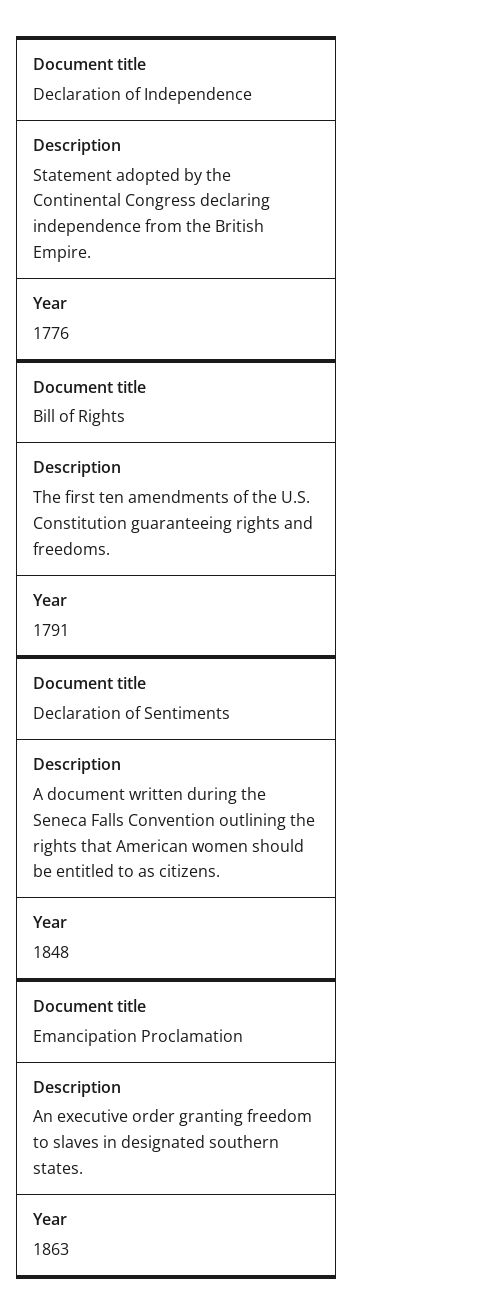 Document title
Declaration of Independence
Description
Statement adopted by the
Continental Congress declaring
independence from the British
Empire.
Year
1776
Document title
Bill of Rights
Description
The first ten amendments of the U.S.
Constitution guaranteeing rights and
freedoms.
Year
1791
Document title
Declaration of Sentiments
Description
A document written during the
Seneca Falls Convention outlining the
rights that American women should
be entitled to as citizens.
Year
1848
Document title
Emancipation Proclamation
Description
An executive order granting freedom
to slaves in designated southern
states.
Year
1863